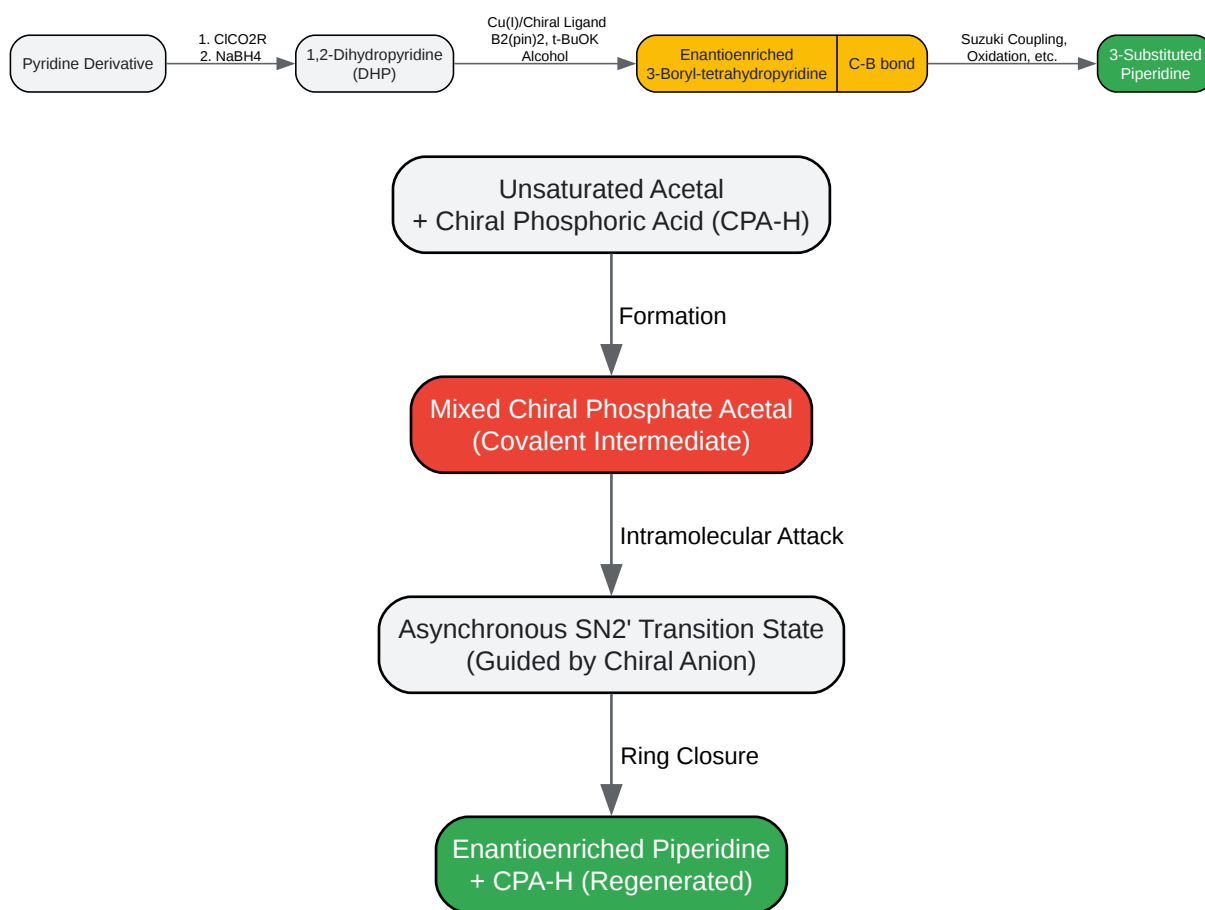 Pyridine Derivative
1. ClCO2R
2. NaBH4
1,2-Dihydropyridine
(DHP)
Cu(I)/Chiral Ligand
B2(pin)2, t-BuOK
Alcohol
Enantioenriched
3-Boryl-tetrahydropyridine
C-B bond
Suzuki Coupling,
Oxidation, etc.
3-Substituted
Piperidine
Unsaturated Acetal
+ Chiral Phosphoric Acid (CPA-H)
Formation
Mixed Chiral Phosphate Acetal
(Covalent Intermediate)
Intramolecular Attack
Asynchronous SN2' Transition State
(Guided by Chiral Anion)
Ring Closure
Enantioenriched Piperidine
+ CPA-H (Regenerated)